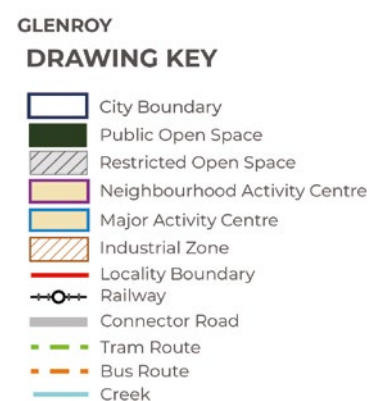 GLENROY
DRAWING KEY
City Boundary
Public Open Space
Restricted Open Space
Neighbourhood Activity Centre
Major Activity Centre
Industrial Zone
Locality Boundary
Railway
Connector Road
Tram Route
Bus Route
Creek